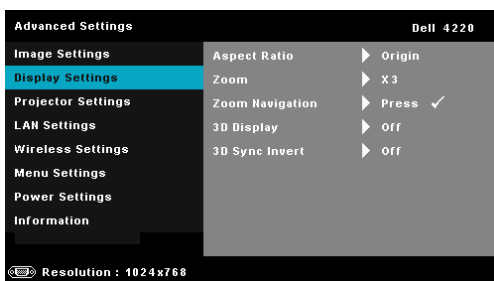 Advanced Settings Dell 4220
Image Settings
Display Settings
Projector Settings
LAN Settings
Wireless Settings
Menu Settings
Power Settings
Information
Aspect Ratio Origin
Zoom X3
Zoom Navigation Press ✓
3D Display Off
3D Sync Invert Off
Resolution : 1024x768